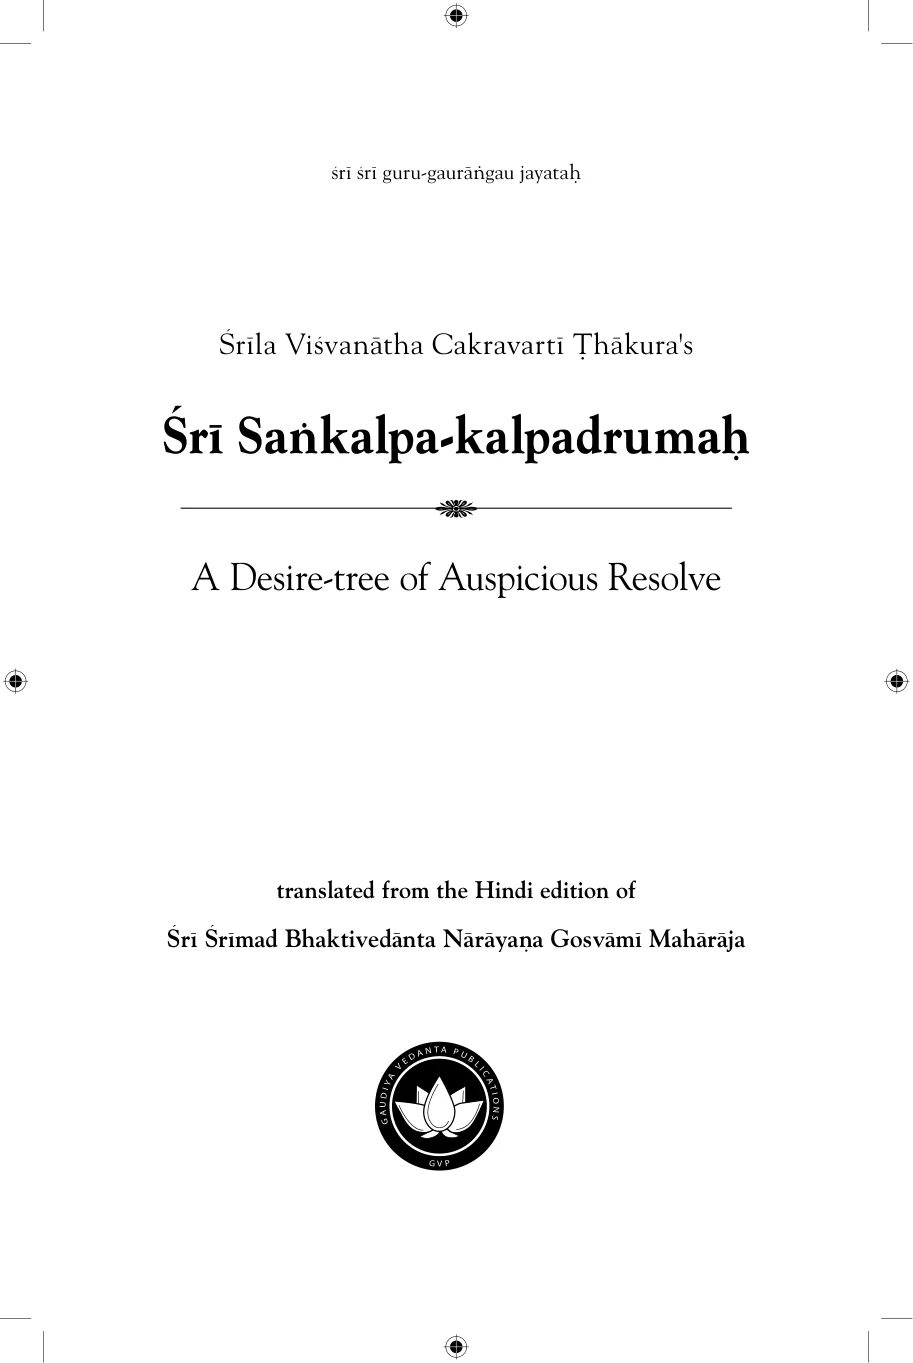 śrī śrī guru-gaurāṅgau jayataḥ
Śrīla Viśvanātha Cakravartī Ṭhākura's
Śrī Saṅkalpa-kalpadrumaḥ
A Desire-tree of Auspicious Resolve
translated from the Hindi edition of
Śrī Śrīmad Bhaktivedānta Nārāyaṇa Gosvāmī Mahārāja
GAUDIYA VEDANTA PUBLICATIONS
GVP